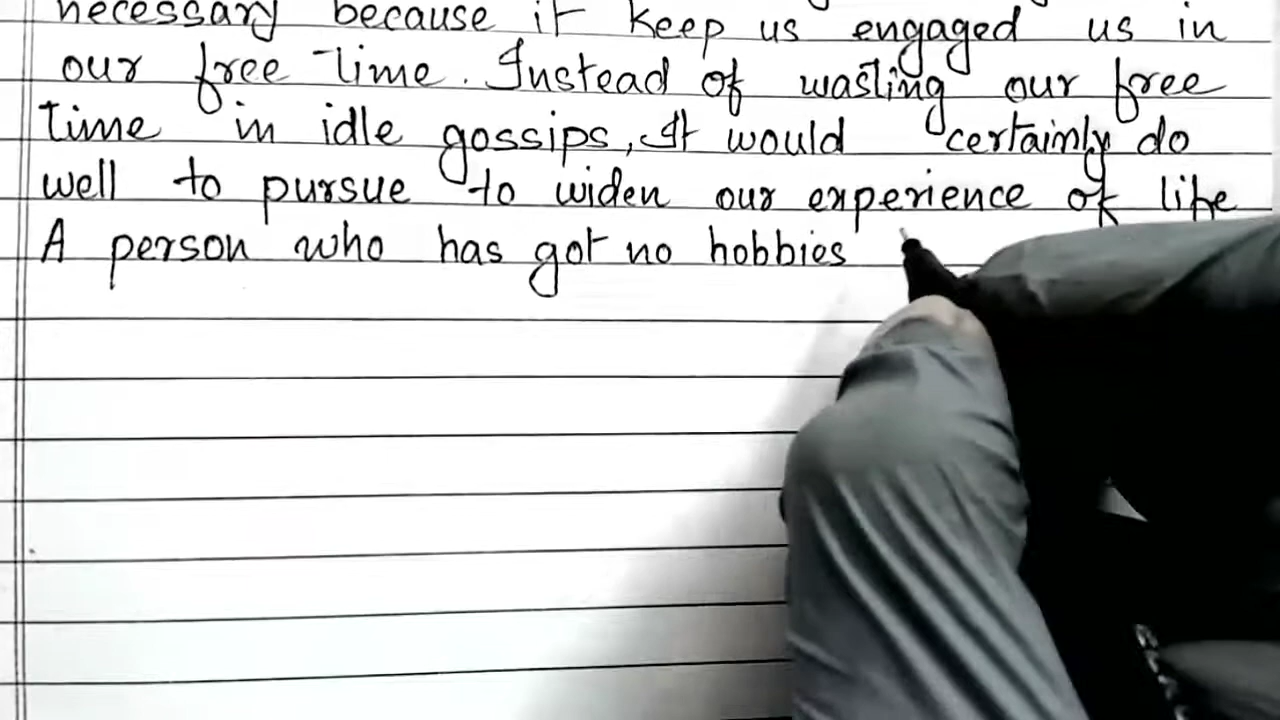 necessary because it keep us engaged us in
our free time. Instead of wasting our free
time in idle gossips, It would certainly do
well to pursue to widen our experience of life
A person who has got no hobbies